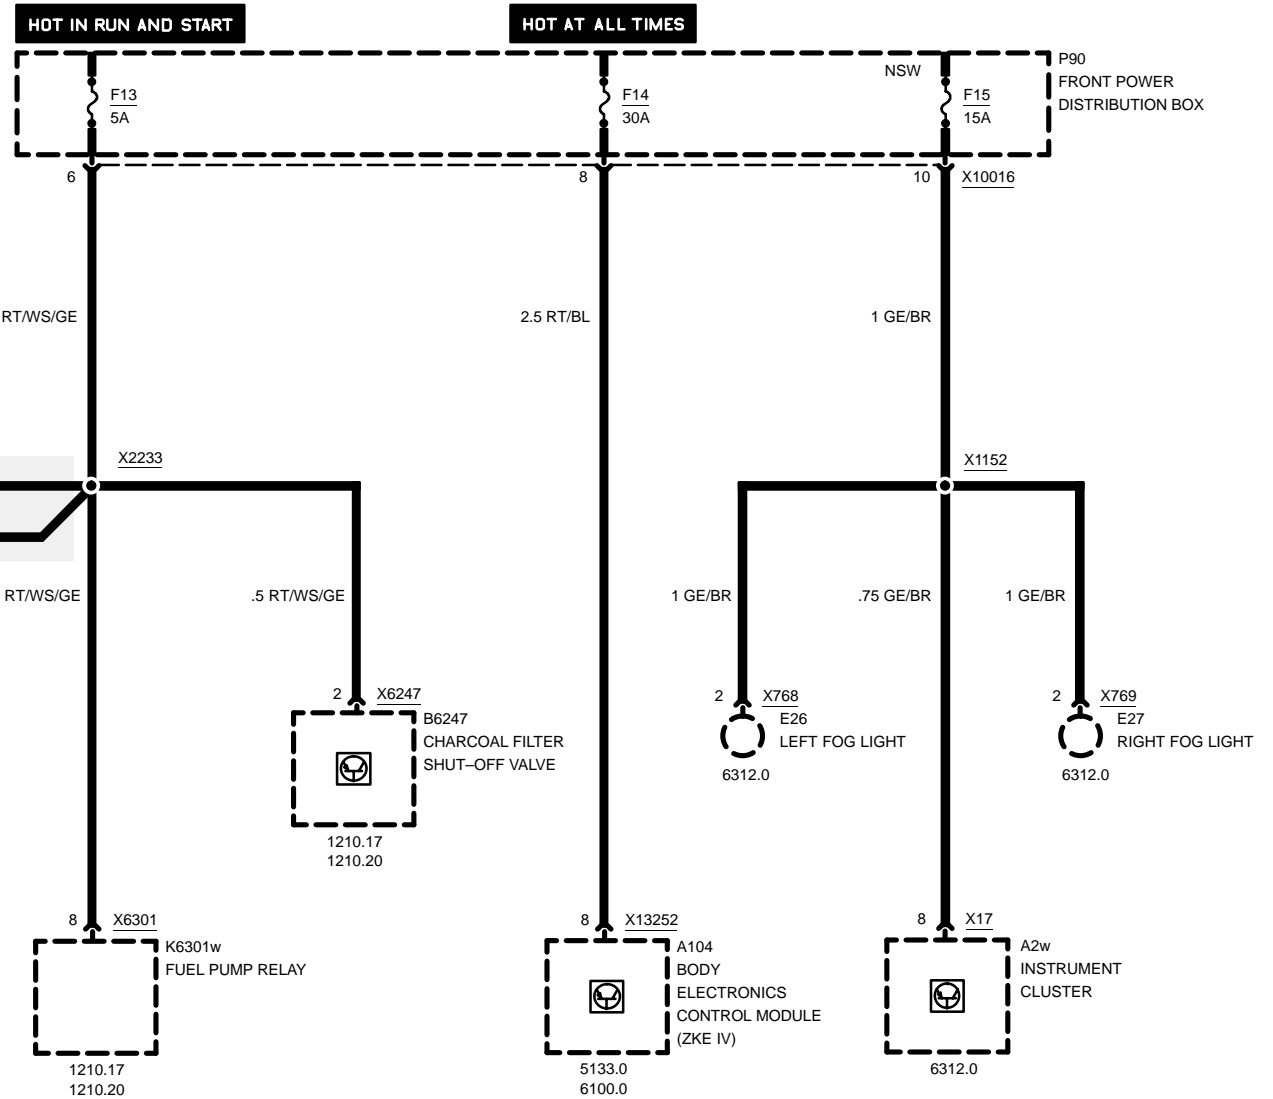 HOT IN RUN AND START
HOT AT ALL TIMES
P90
FRONT POWER
DISTRIBUTION BOX
NSW
F13
5A
F14
30A
F15
15A
6
8
10
X10016
RT/WS/GE
2.5 RT/BL
1 GE/BR
X2233
X1152
RT/WS/GE
.5 RT/WS/GE
1 GE/BR
.75 GE/BR
1 GE/BR
2
X6247
B6247
CHARCOAL FILTER
SHUT–OFF VALVE
1210.17
1210.20
2
X768
E26
LEFT FOG LIGHT
6312.0
2
X769
E27
RIGHT FOG LIGHT
6312.0
8
X6301
K6301w
FUEL PUMP RELAY
1210.17
1210.20
8
X13252
A104
BODY
ELECTRONICS
CONTROL MODULE
(ZKE IV)
5133.0
6100.0
8
X17
A2w
INSTRUMENT
CLUSTER
6312.0